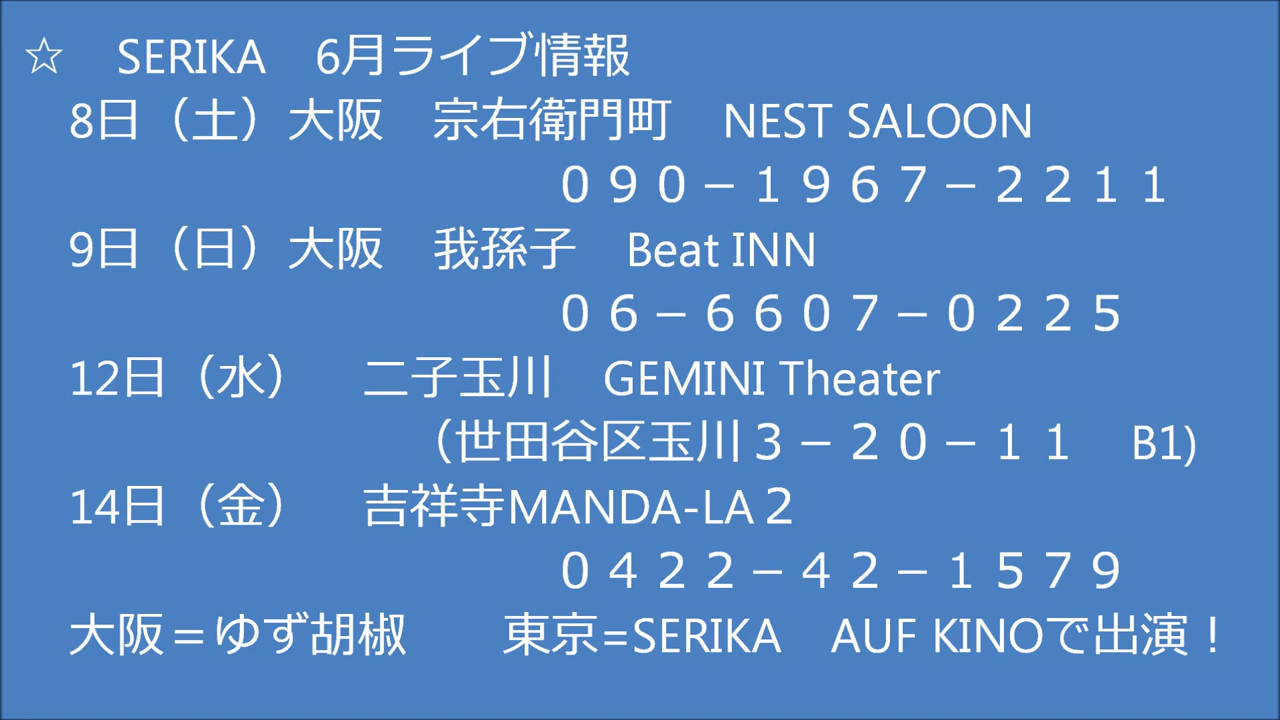 ☆　SERIKA　6月ライブ情報
8日（土）大阪　宗右衛門町　NEST SALOON
０９０－１９６７－２２１１
9日（日）大阪　我孫子　Beat INN
０６－６６０７－０２２５
12日（水）　二子玉川　GEMINI Theater
（世田谷区玉川３－２０－１１　B1)
14日（金）　吉祥寺MANDA-LA２
０４２２－４２－１５７９
大阪＝ゆず胡椒　　東京=SERIKA　AUF KINOで出演！